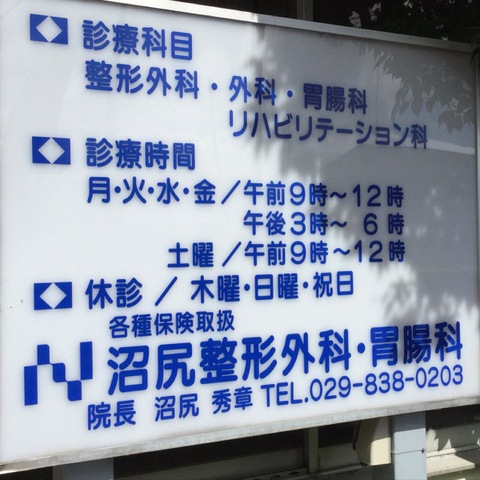 診療科目
整形外科・外科・胃腸科
リハビリテーション科
診療時間
月・火・水・金／午前9時～12時
午後3時～ 6時
土曜／午前9時～12時
休診／木曜・日曜・祝日
各種保険取扱
沼尻整形外科・胃腸科
院長 沼尻 秀章 TEL.029-838-0203